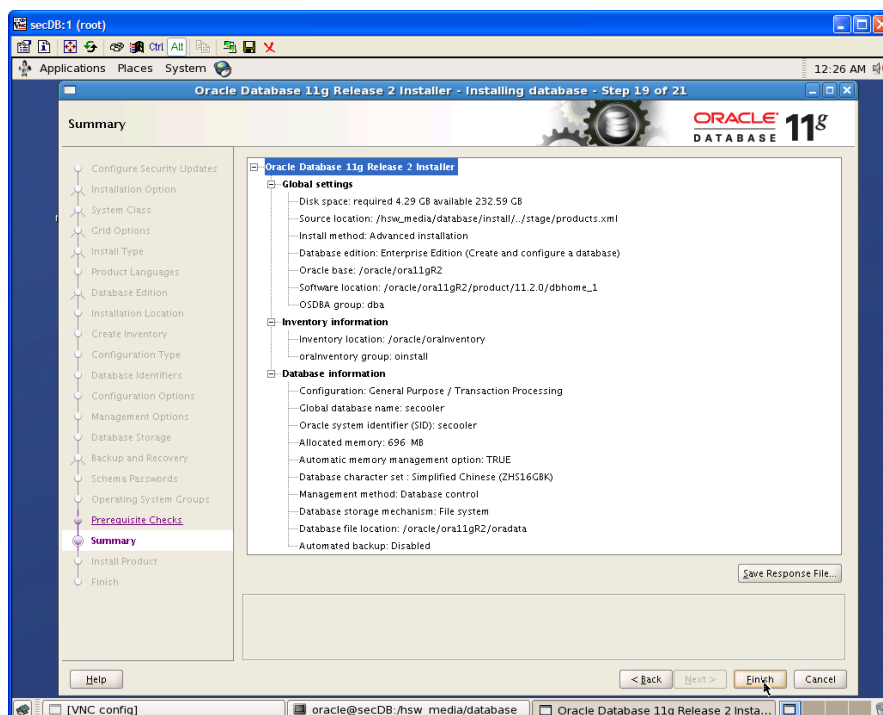 secDB:1 (root)
Ctrl Alt
Applications Places System
12:26 AM
Oracle Database 11g Release 2 Installer - Installing database - Step 19 of 21
Summary
ORACLE
DATABASE
11g
Configure Security Updates
Installation Option
System Class
Grid Options
Install Type
Product Languages
Database Edition
Installation Location
Create Inventory
Configuration Type
Database Identifiers
Configuration Options
Management Options
Database Storage
Backup and Recovery
Schema Passwords
Operating System Groups
Prerequisite Checks
Summary
Install Product
Finish
Oracle Database 11g Release 2 Installer
Global settings
Disk space: required 4.29 GB available 232.59 GB
Source location: /hsw_media/database/install/../stage/products.xml
Install method: Advanced installation
Database edition: Enterprise Edition (Create and configure a database)
Oracle base: /oracle/ora11gR2
Software location: /oracle/ora11gR2/product/11.2.0/dbhome_1
OSDBA group: dba
Inventory information
Inventory location: /oracle/oraInventory
oraInventory group: oinstall
Database information
Configuration: General Purpose / Transaction Processing
Global database name: secooler
Oracle system identifier (SID): secooler
Allocated memory: 696 MB
Automatic memory management option: TRUE
Database character set : Simplified Chinese (ZHS16GBK)
Management method: Database control
Database storage mechanism: File system
Database file location: /oracle/ora11gR2/oradata
Automated backup: Disabled
Save Response File...
Help
< Back
Next >
Finish
Cancel
[VNC config]
oracle@secDB:/hsw_media/database
Oracle Database 11g Release 2 Insta...